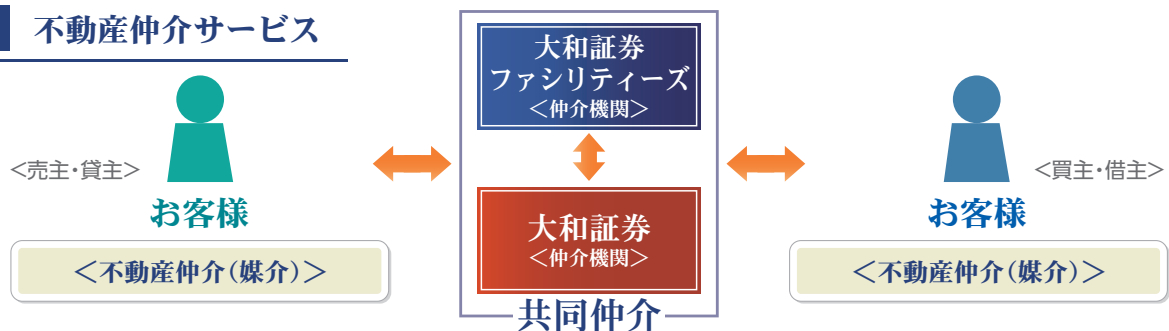 不動産仲介サービス
＜売主・貸主＞
お客様
＜不動産仲介（媒介）＞
大和証券
ファシリティーズ
＜仲介機関＞
大和証券
＜仲介機関＞
共同仲介
＜買主・借主＞
お客様
＜不動産仲介（媒介）＞